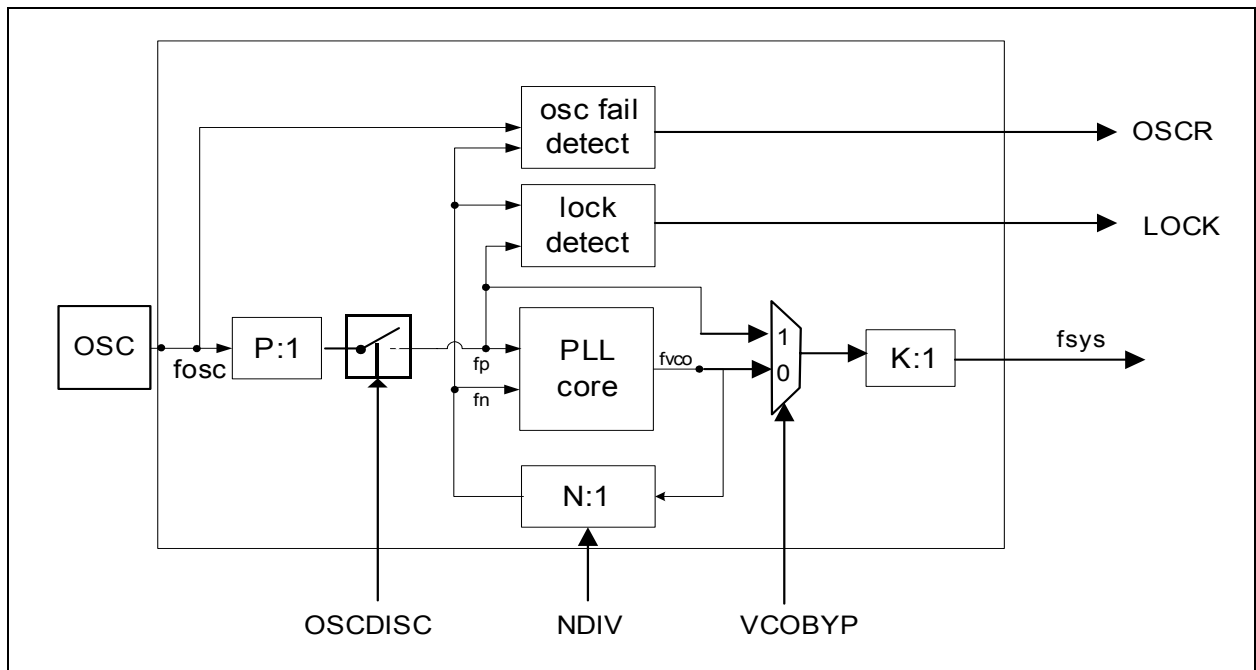 osc fail
detect
OSCR
lock
detect
LOCK
OSC
fosc
P:1
fp
fn
PLL
core
fvco
1
0
K:1
fsys
N:1
OSCDISC
NDIV
VCOBYP